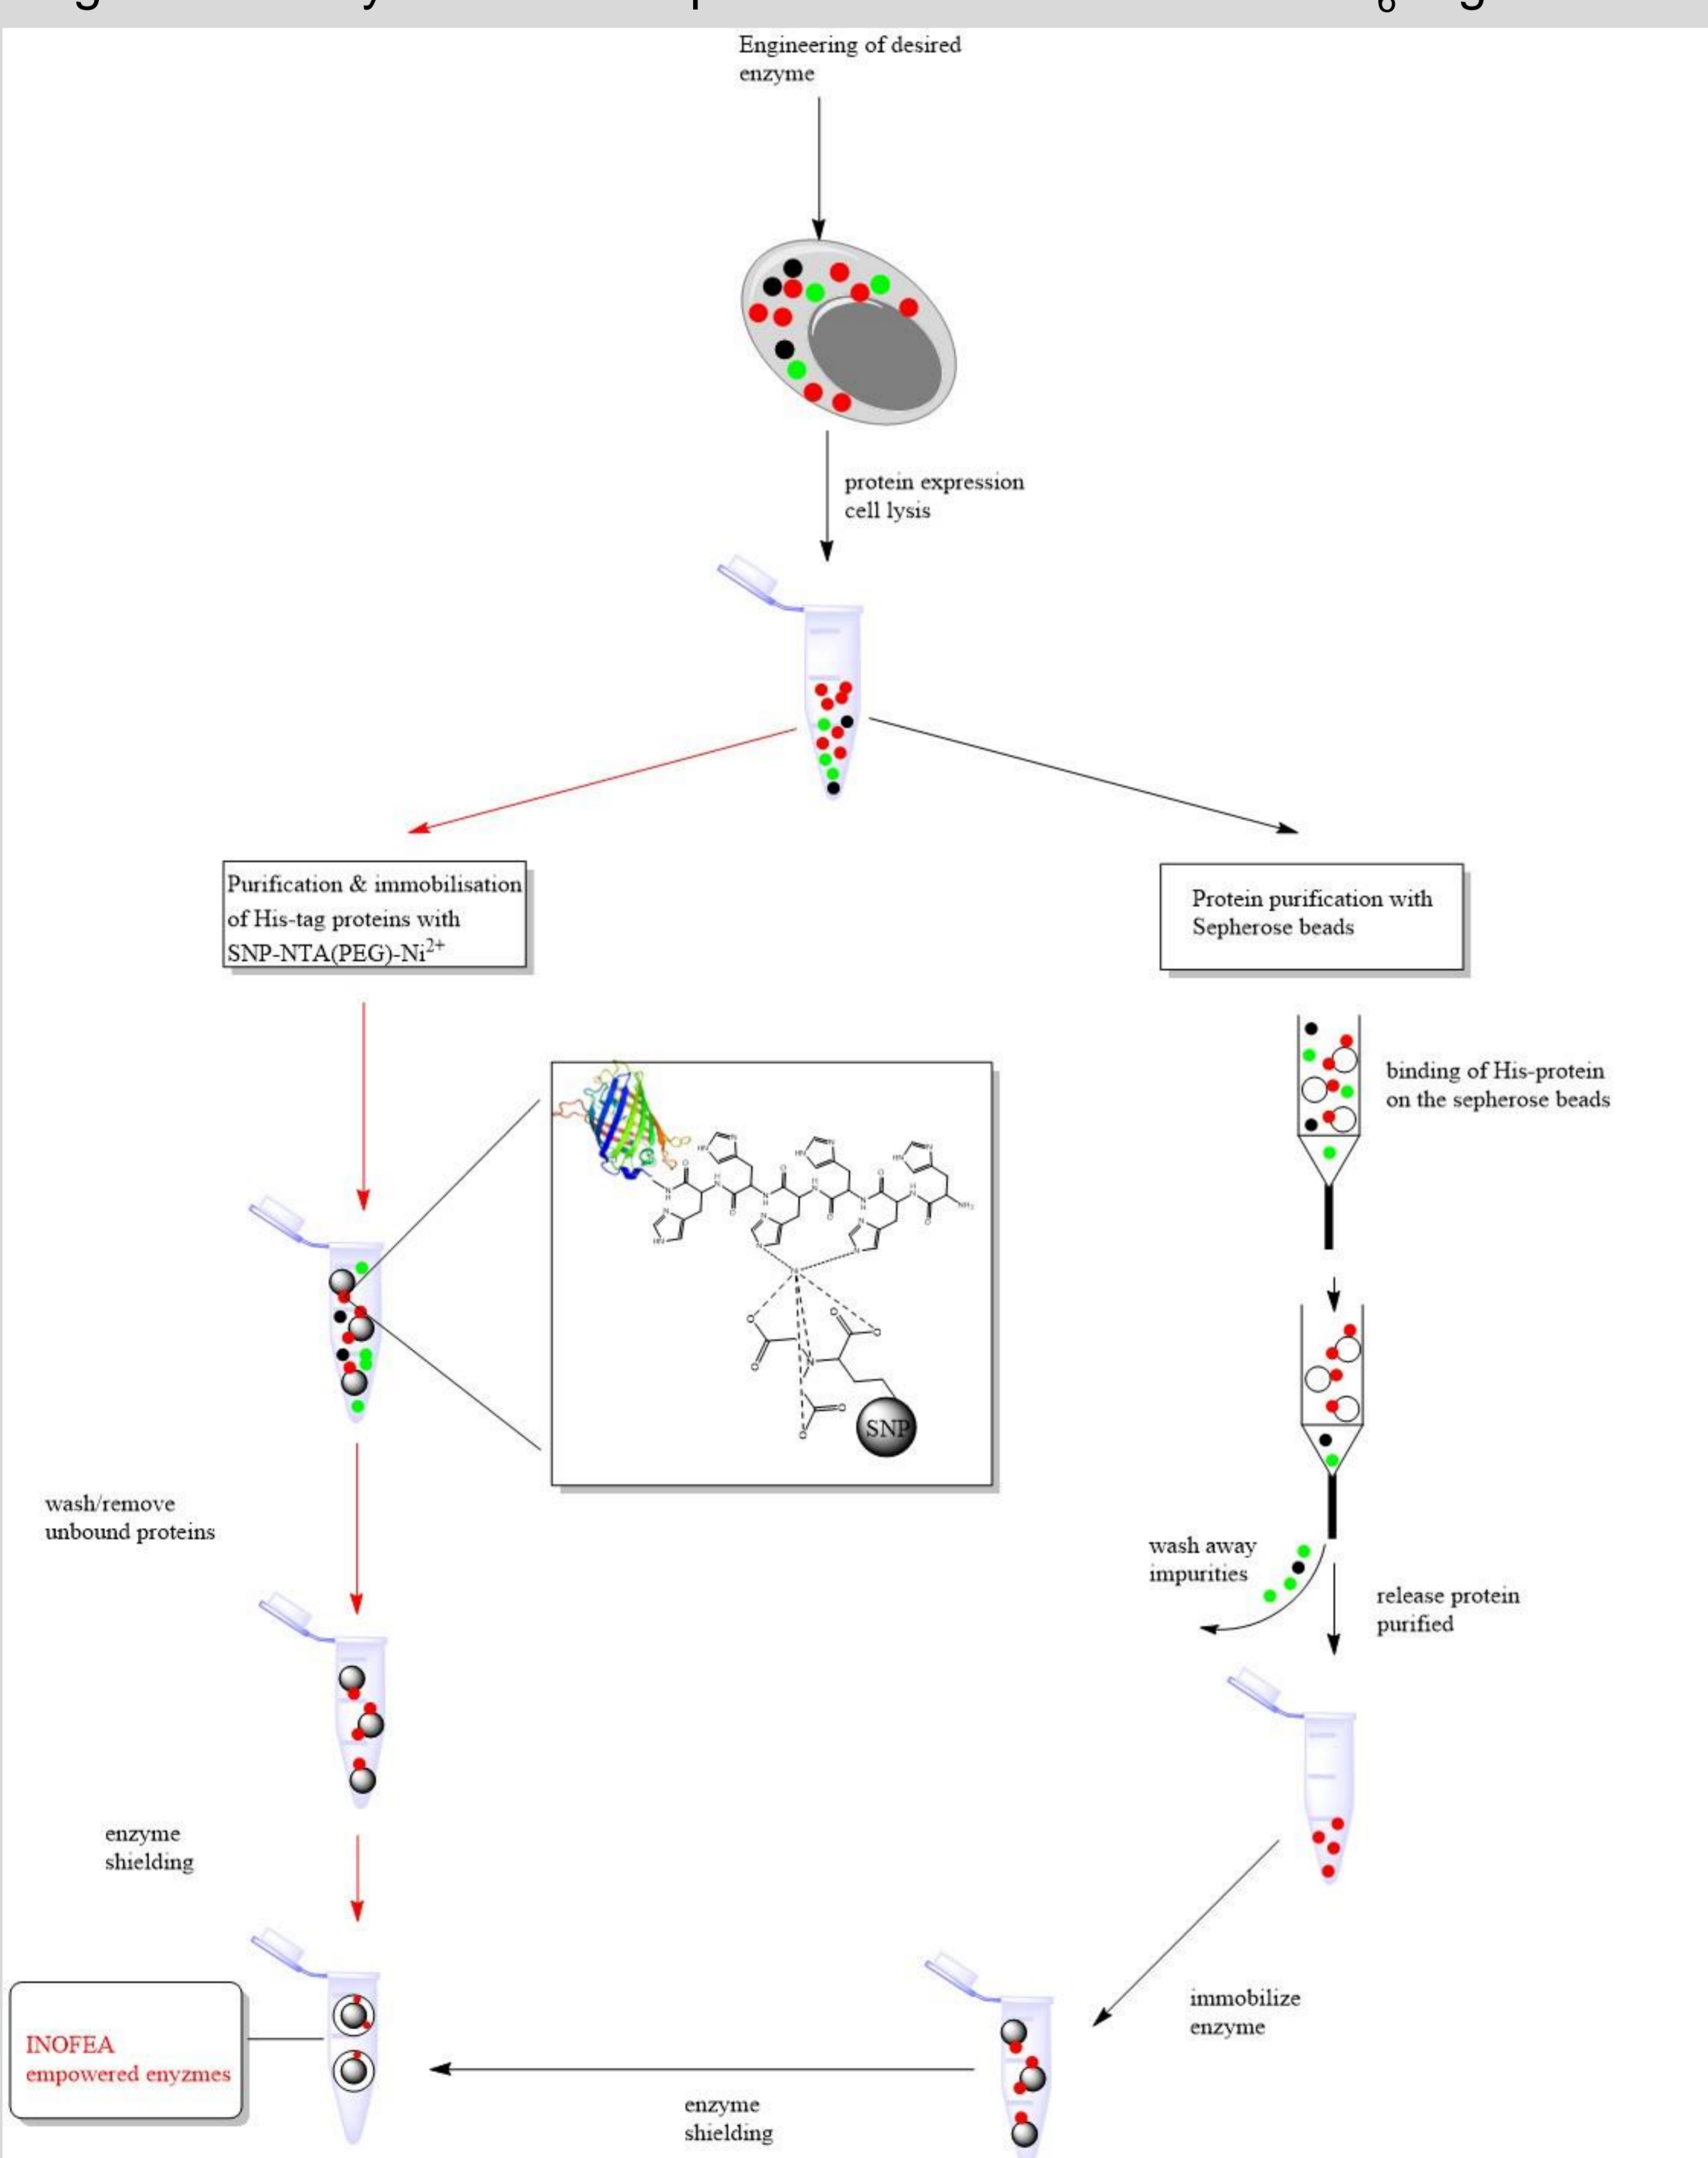 Engineering of desired
enzyme
protein expression
cell lysis
Purification & immobilisation
of His-tag proteins with
SNP-NTA(PEG)-Ni2+
Protein purification with
Sepherose beads
binding of His-protein
on the sepherose beads
SNP
wash/remove
unbound proteins
wash away
impurities
release protein
purified
enzyme
shielding
immobilize
enzyme
INOFEA
empowered enyzmes
enzyme
shielding